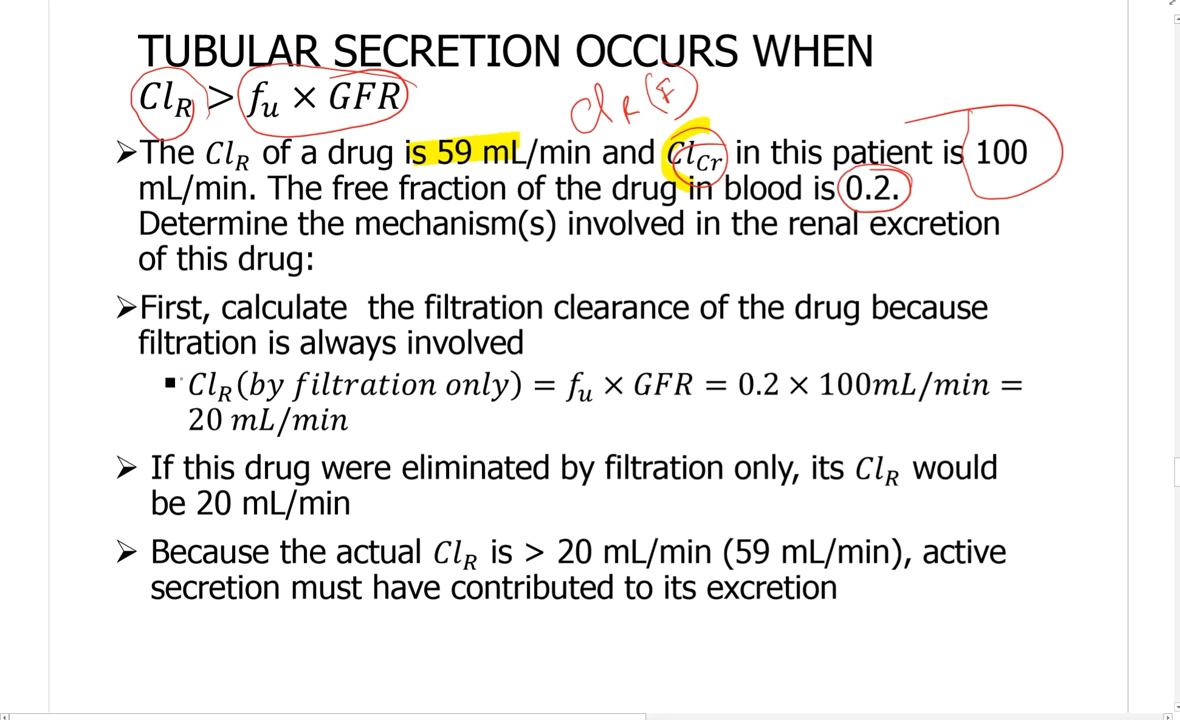 TUBULAR SECRETION OCCURS WHEN
Cl_R > f_u × GFR
Cl_R (F)
➢The Cl_R of a drug is 59 mL/min and Cl_Cr in this patient is 100
mL/min. The free fraction of the drug in blood is 0.2.
Determine the mechanism(s) involved in the renal excretion
of this drug:
➢First, calculate the filtration clearance of the drug because
filtration is always involved
▪ Cl_R(by filtration only) = f_u × GFR = 0.2 × 100mL/min =
20 mL/min
➢ If this drug were eliminated by filtration only, its Cl_R would
be 20 mL/min
➢ Because the actual Cl_R is > 20 mL/min (59 mL/min), active
secretion must have contributed to its excretion